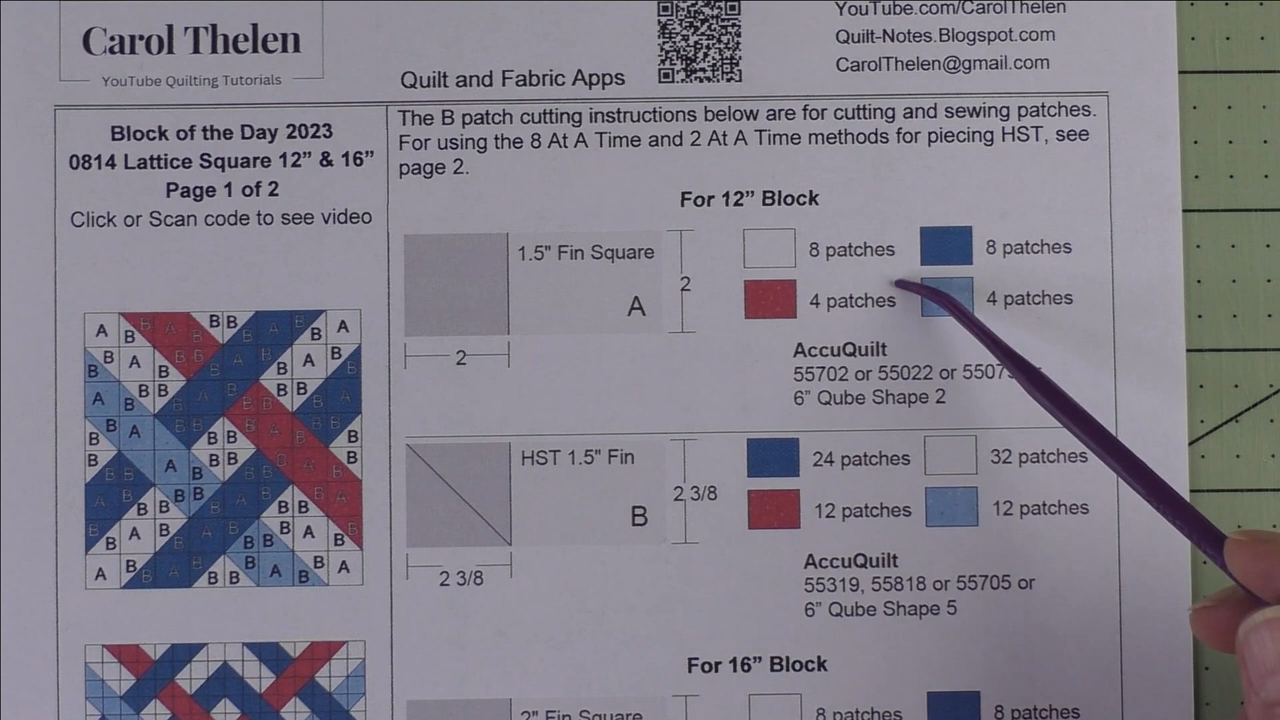 Carol Thelen
YouTube Quilting Tutorials
Quilt and Fabric Apps
YouTube.com/CarolThelen
Quilt-Notes.Blogspot.com
CarolThelen@gmail.com
Block of the Day 2023
0814 Lattice Square 12” & 16”
Page 1 of 2
Click or Scan code to see video
The B patch cutting instructions below are for cutting and sewing patches.
For using the 8 At A Time and 2 At A Time methods for piecing HST, see
page 2.
For 12” Block
1.5" Fin Square
A
2
2
8 patches
8 patches
4 patches
4 patches
AccuQuilt
55702 or 55022 or
6” Qube Shape 2
HST 1.5" Fin
B
2 3/8
2 3/8
24 patches
32 patches
12 patches
12 patches
AccuQuilt
55319, 55818 or 55705 or
6” Qube Shape 5
For 16” Block
2" Fin Square
8 patches
8 patches